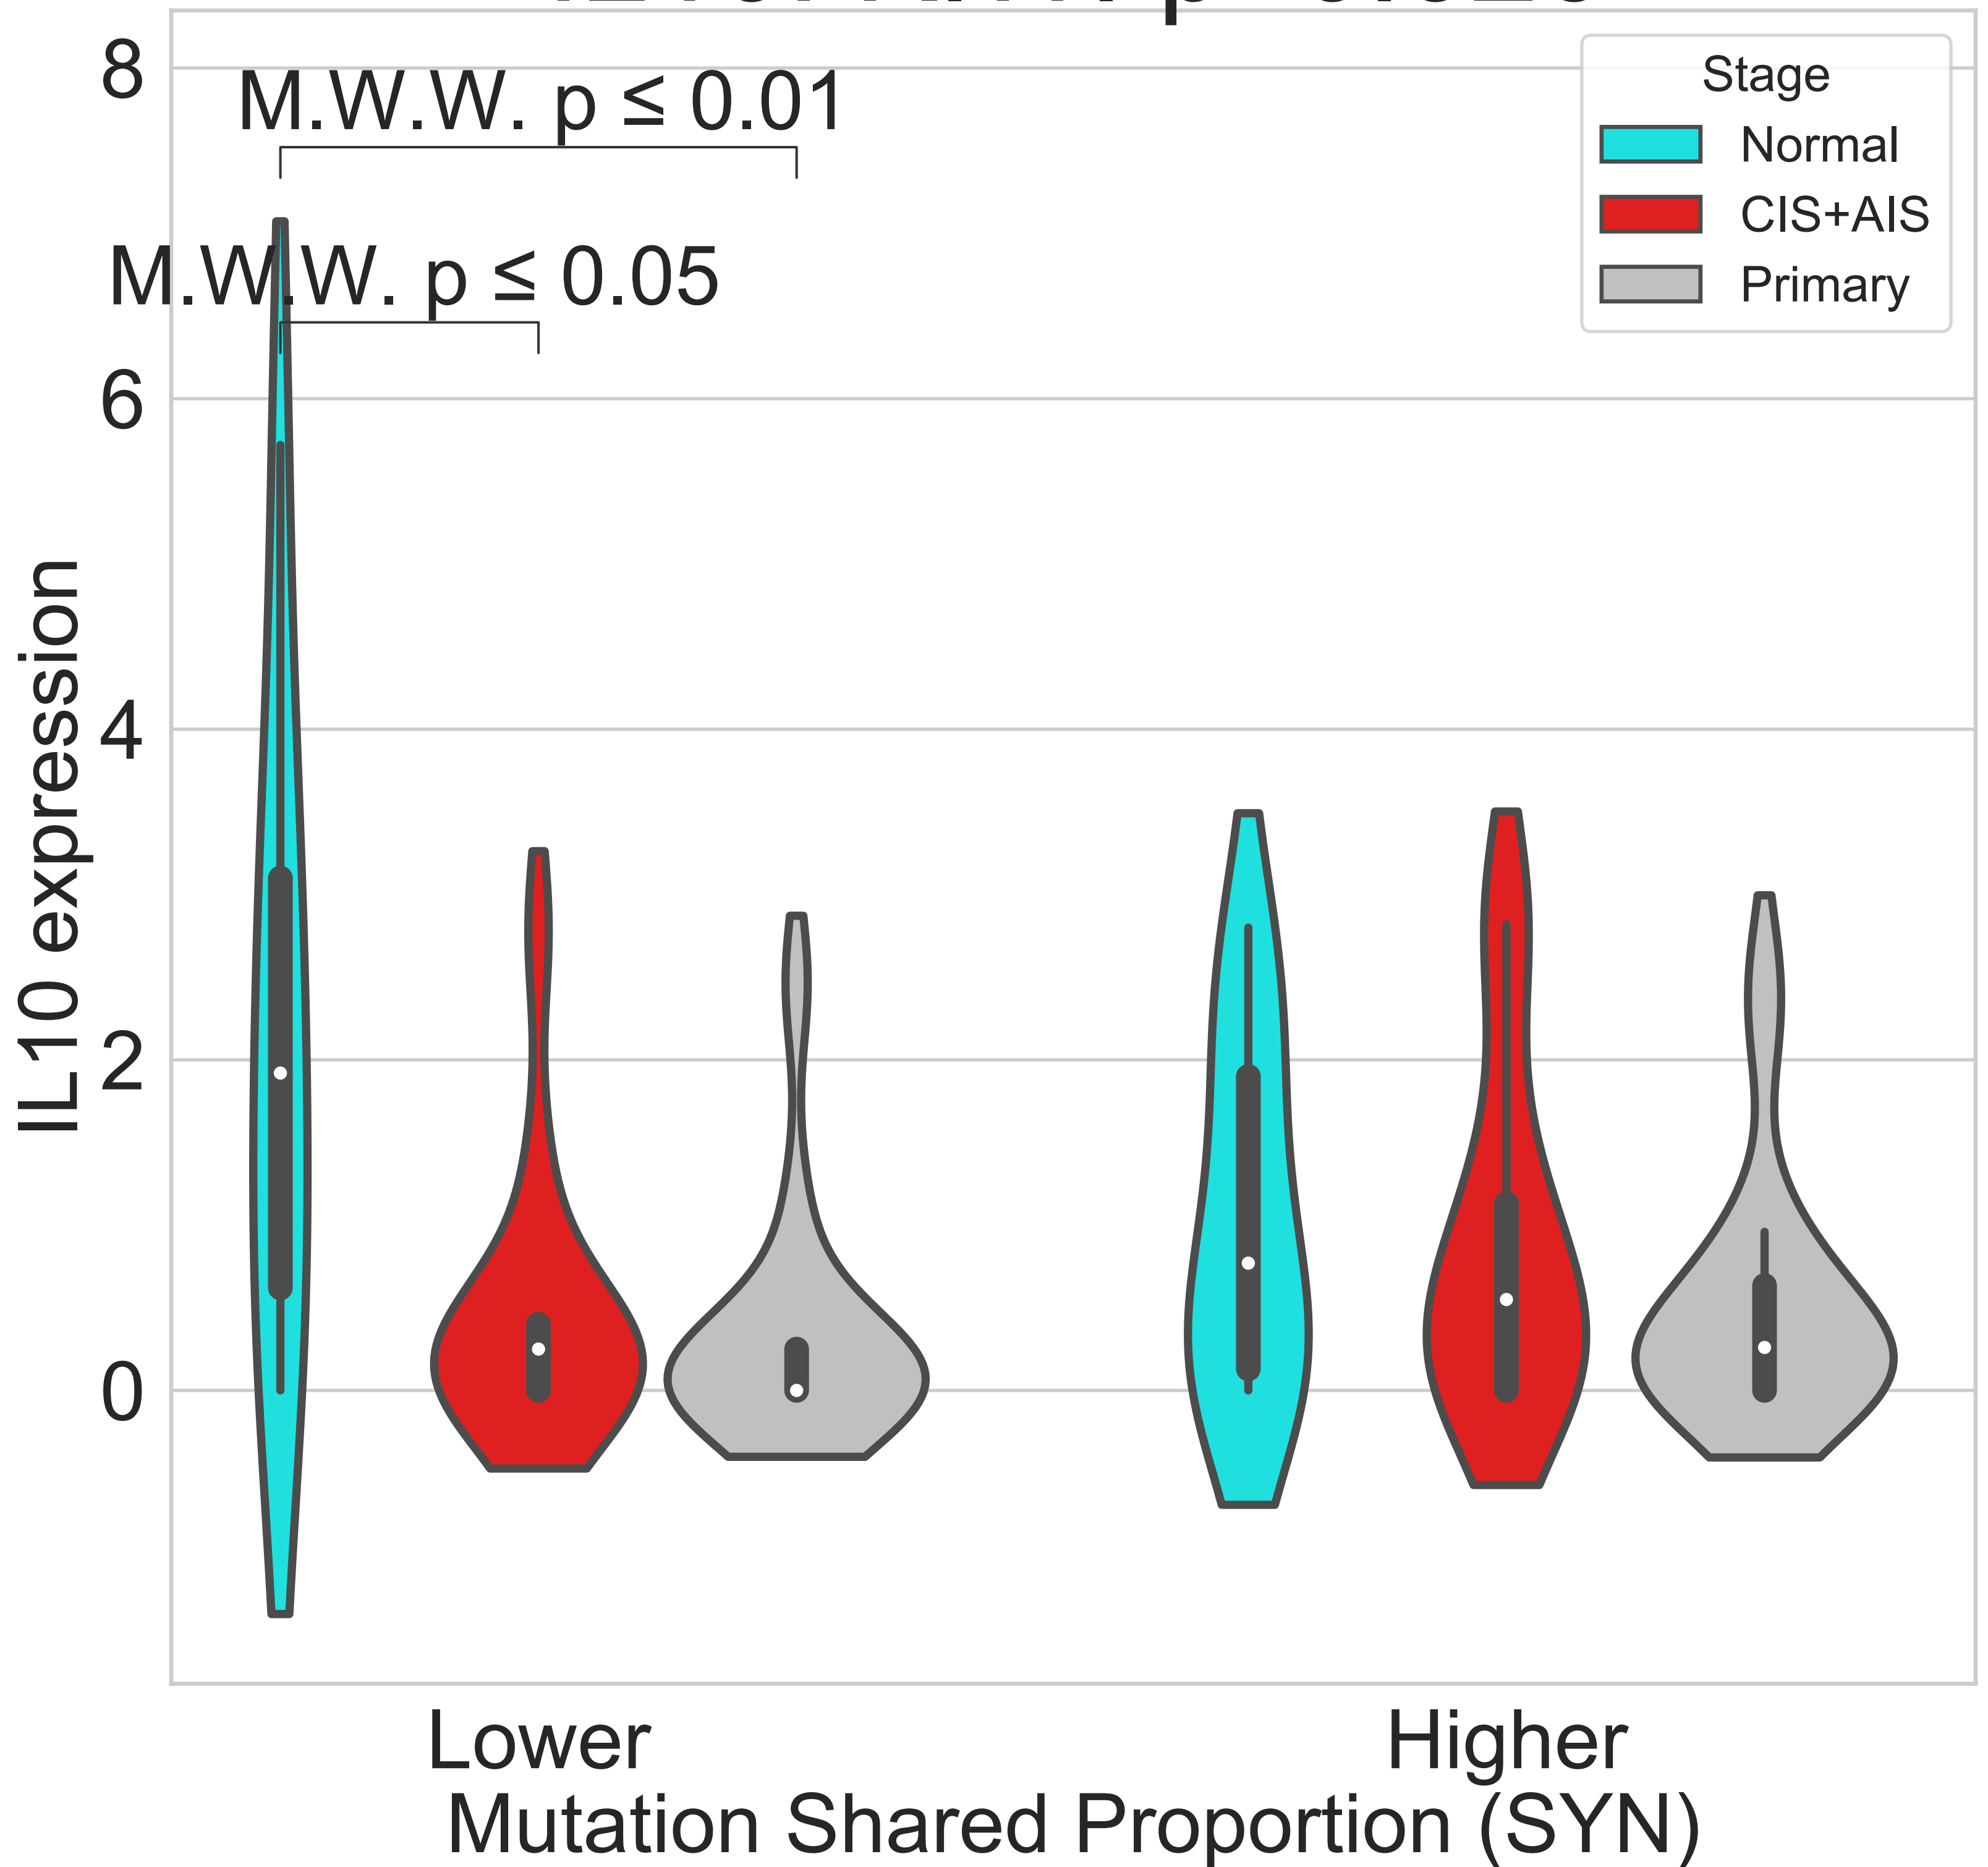 8
M.W.W. p ≤ 0.01
Stage
Normal
CIS+AIS
Primary
M.W.W. p ≤ 0.05
6
4
2
0
IL10 expression
Lower
Higher
Mutation Shared Proportion (SYN)